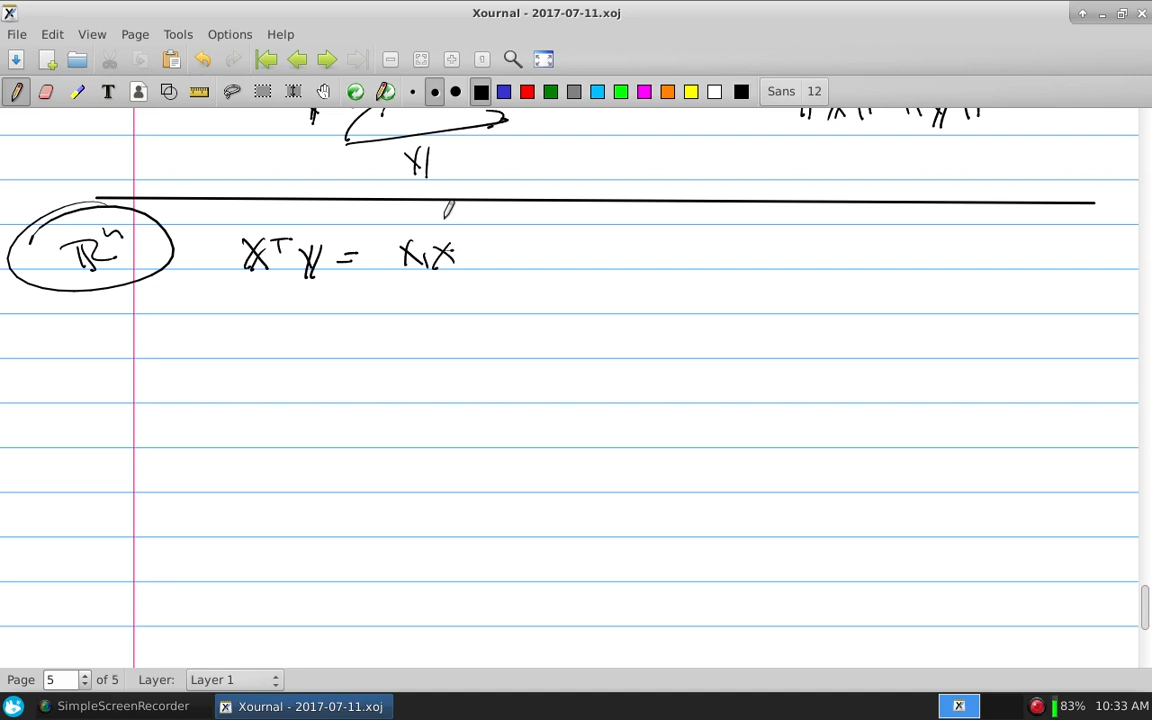 Xournal - 2017-07-11.xoj
File Edit View Page Tools Options Help
Sans 12
x1
ℝⁿ xᵀy = x₁x
Page 5 of 5 Layer: Layer 1
SimpleScreenRecorder Xournal - 2017-07-11.xoj 83% 10:33 AM